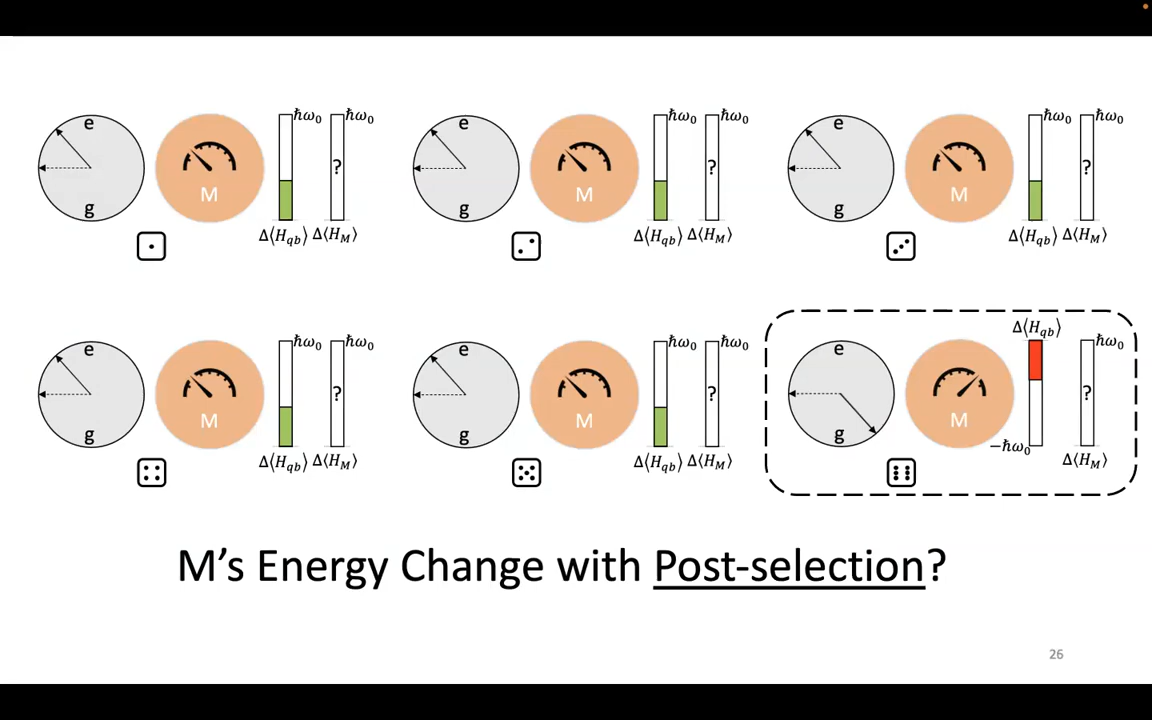 e ħω₀ ħω₀ e ħω₀ ħω₀ e ħω₀ ħω₀
? ? ?
M M M
g g g
Δ⟨H_qb⟩ Δ⟨H_M⟩ Δ⟨H_qb⟩ Δ⟨H_M⟩ Δ⟨H_qb⟩ Δ⟨H_M⟩
Δ⟨H_qb⟩
e ħω₀ ħω₀ e ħω₀ ħω₀ e ħω₀
? ? ?
M M M
g g g −ħω₀
Δ⟨H_qb⟩ Δ⟨H_M⟩ Δ⟨H_qb⟩ Δ⟨H_M⟩ Δ⟨H_M⟩
M’s Energy Change with Post-selection?
26